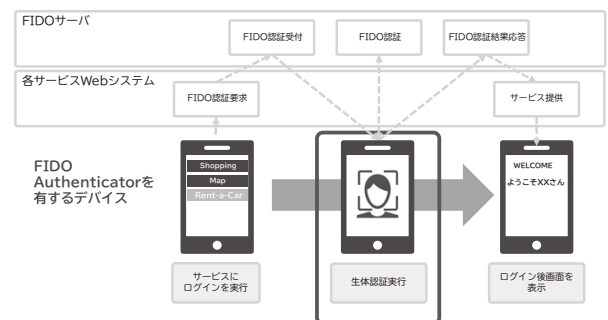 FIDOサーバ
FIDO認証受付
FIDO認証
FIDO認証結果応答
各サービスWebシステム
FIDO認証要求
サービス提供
FIDO
Authenticatorを
有するデバイス
Shopping
Map
Rent-a-Car
WELCOME
ようこそXXさん
サービスに
ログインを実行
生体認証実行
ログイン後画面を
表示